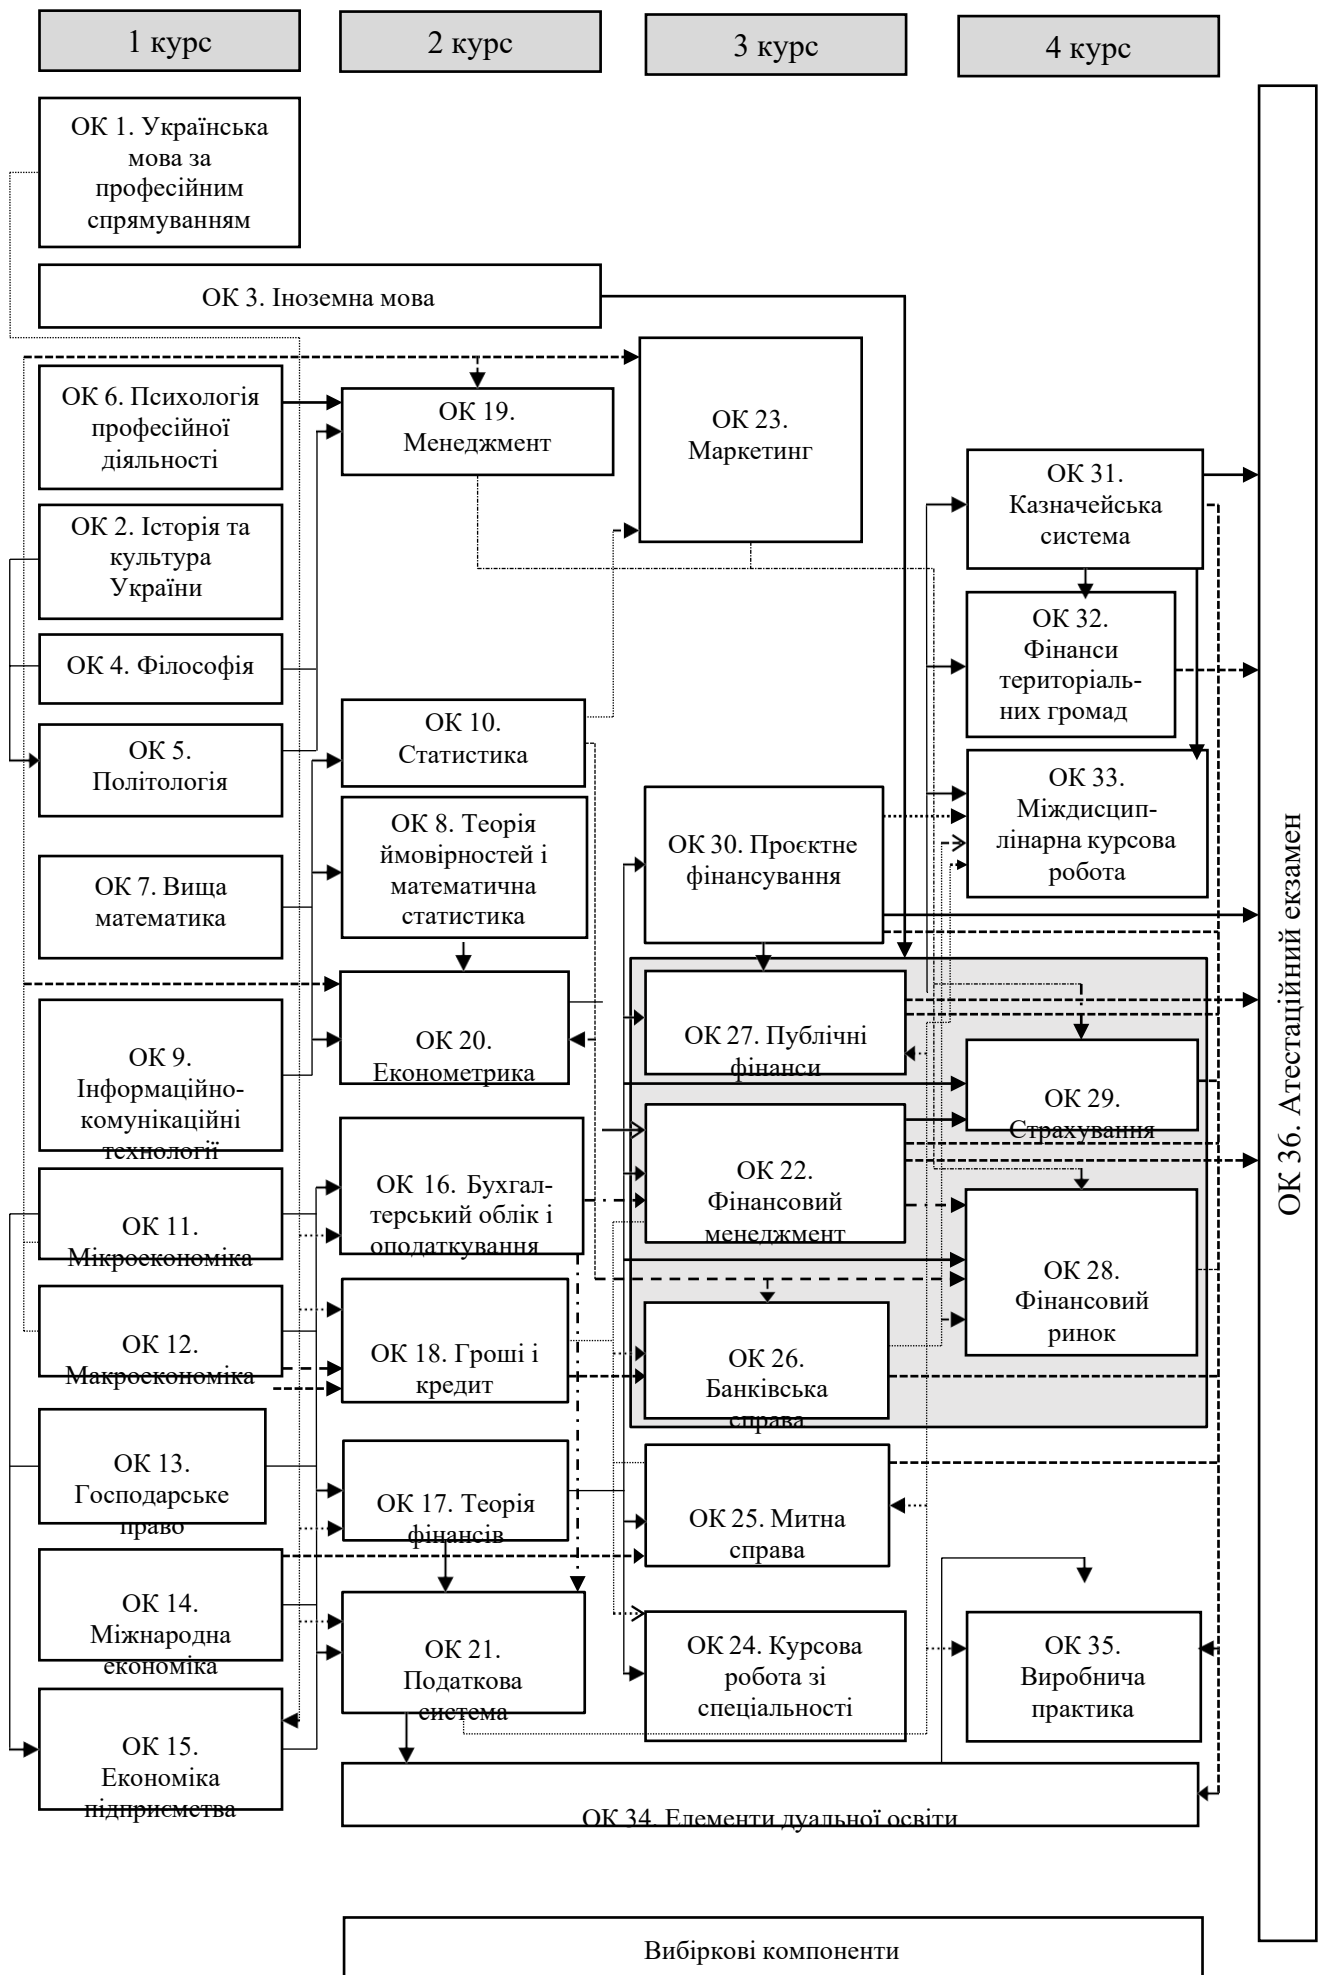 1 курс
2 курс
3 курс
4 курс
ОК 1. Українська
мова за
професійним
спрямуванням
ОК 3. Іноземна мова
ОК 6. Психологія
професійної
діяльності
ОК 2. Історія та
культура
України
ОК 4. Філософія
ОК 5.
Політологія
ОК 7. Вища
математика
ОК 9.
Інформаційно-
комунікаційні
технології
ОК 11.
Мікроекономіка
ОК 12.
Макроекономіка
ОК 13.
Господарське
право
ОК 14.
Міжнародна
економіка
ОК 15.
Економіка
підприємства
ОК 19.
Менеджмент
ОК 10.
Статистика
ОК 8. Теорія
ймовірностей і
математична
статистика
ОК 20.
Економетрика
ОК 16. Бухгал-
терський облік і
оподаткування
ОК 18. Гроші і
кредит
ОК 17. Теорія
фінансів
ОК 21.
Податкова
система
ОК 23.
Маркетинг
ОК 30. Проєктне
фінансування
ОК 27. Публічні
фінанси
ОК 22.
Фінансовий
менеджмент
ОК 26.
Банківська
справа
ОК 25. Митна
справа
ОК 24. Курсова
робота зі
спеціальності
ОК 31.
Казначейська
система
ОК 32.
Фінанси
територіаль-
них громад
ОК 33.
Міждисцип-
лінарна курсова
робота
ОК 29.
Страхування
ОК 28.
Фінансовий
ринок
ОК 35.
Виробнича
практика
ОК 34. Елементи дуальної освіти
Вибіркові компоненти
ОК 36. Атестаційний екзамен